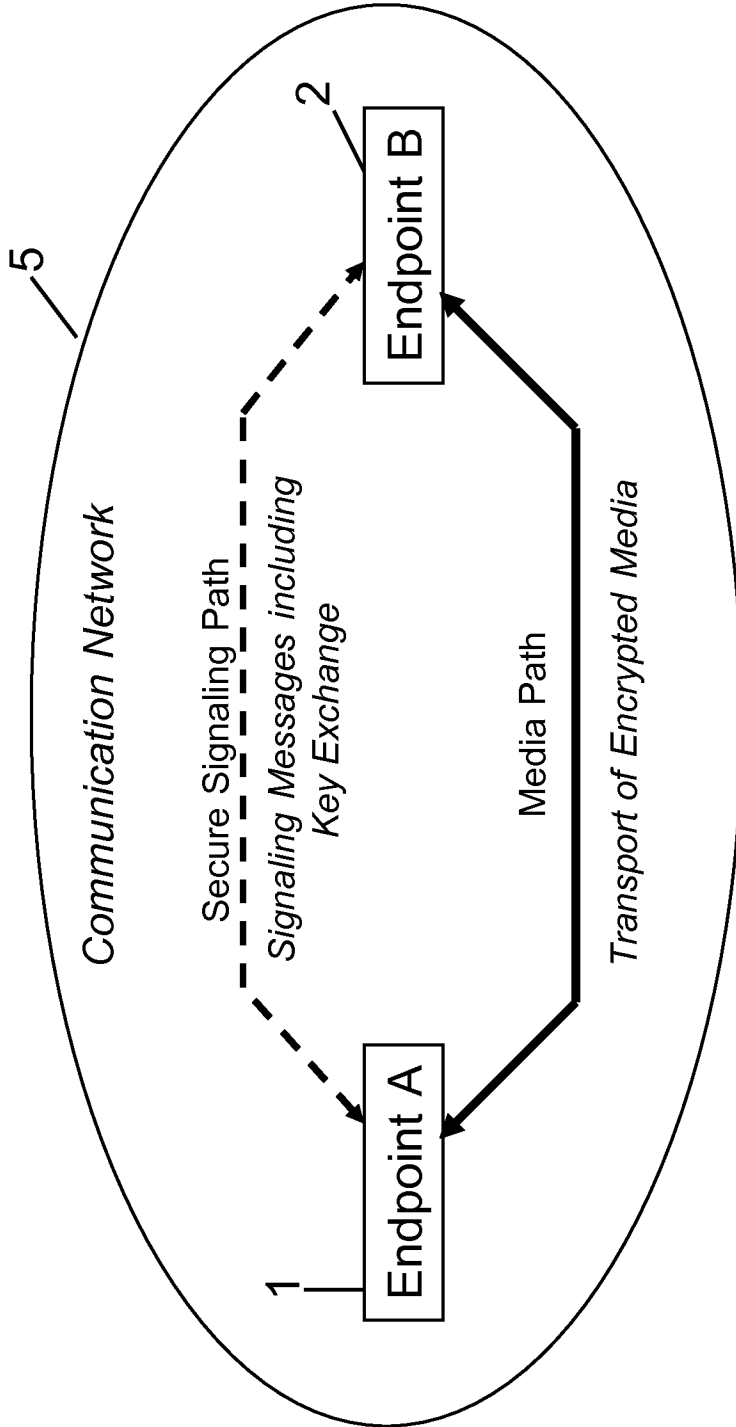 5
Communication Network
Secure Signaling Path
Signaling Messages including
Key Exchange
1
Endpoint A
2
Endpoint B
Media Path
Transport of Encrypted Media